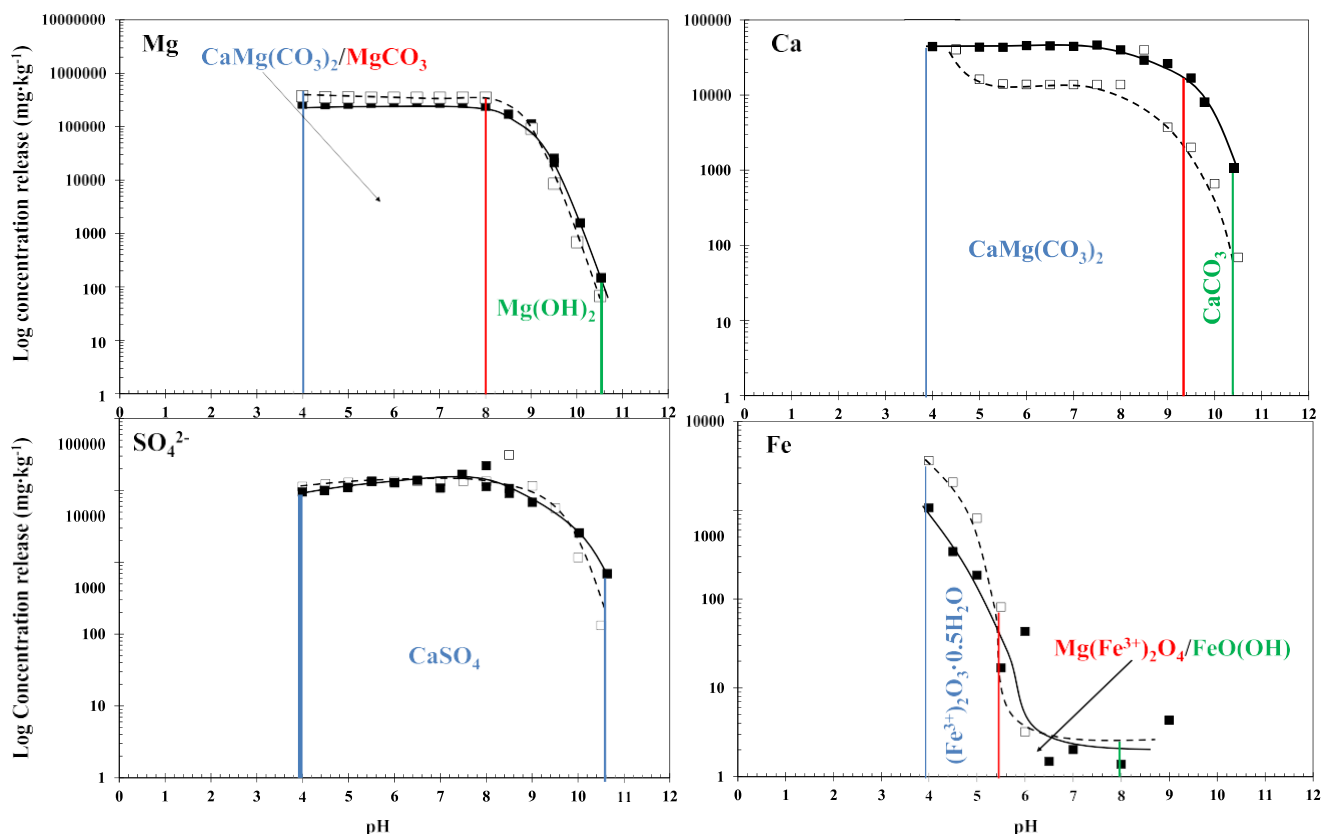 Log concentration release (mg·kg⁻¹)
10000000
1000000
100000
10000
1000
100
10
1
Mg
CaMg(CO₃)₂/MgCO₃
Mg(OH)₂
0 1 2 3 4 5 6 7 8 9 10 11 12
100000
10000
1000
100
10
1
Ca
CaMg(CO₃)₂
CaCO₃
0 1 2 3 4 5 6 7 8 9 10 11 12
Log Concentration release (mg·kg⁻¹)
100000
10000
1000
100
10
1
SO₄²⁻
CaSO₄
0 1 2 3 4 5 6 7 8 9 10 11 12
pH
10000
1000
100
10
1
Fe
(Fe³⁺)₂O₃·0.5H₂O
Mg(Fe³⁺)₂O₄/FeO(OH)
0 1 2 3 4 5 6 7 8 9 10 11 12
pH